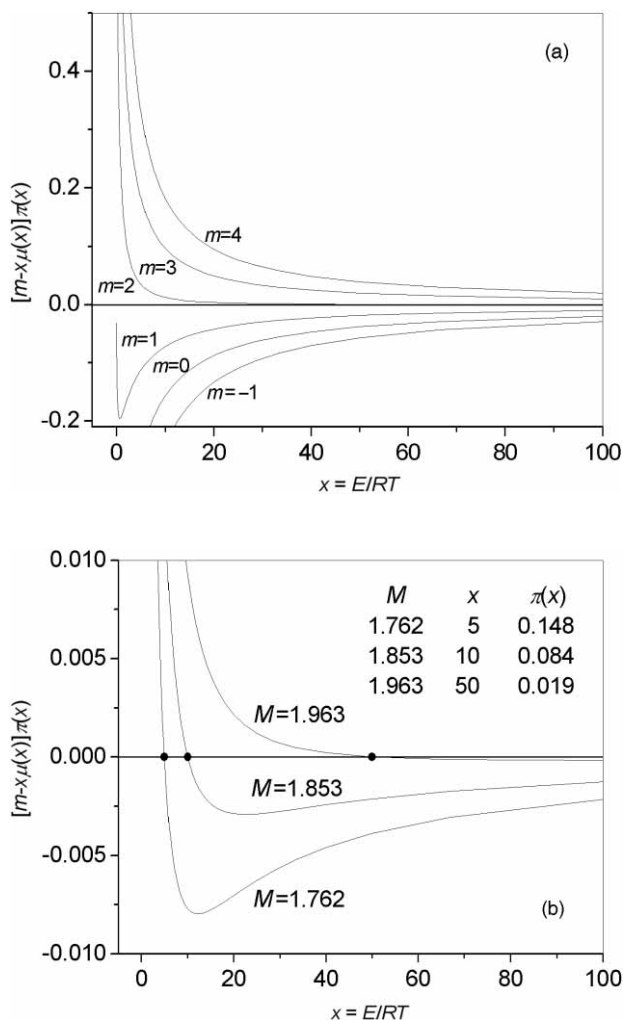 (a)
0.4
0.2
0.0
-0.2
[m-xμ(x)]π(x)
m=4
m=3
m=2
m=1
m=0
m=−1
0 20 40 60 80 100
x = E/RT
0.010
0.005
0.000
-0.005
-0.010
[m-xμ(x)]π(x)
M x π(x)
1.762 5 0.148
1.853 10 0.084
1.963 50 0.019
M=1.963
M=1.853
M=1.762
(b)
0 20 40 60 80 100
x = E/RT